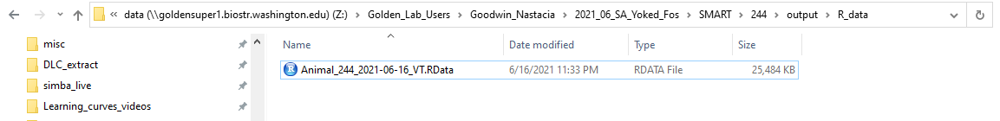 data (\\goldensuper1.biostr.washington.edu) (Z:) > Golden_Lab_Users > Goodwin_Nastacia > 2021_06_SA_Yoked_Fos > SMART > 244 > output > R_data
misc
DLC_extract
simba_live
Learning_curves_videos
Name Date modified Type Size
Animal_244_2021-06-16_VT.RData 6/16/2021 11:33 PM RDATA File 25,484 KB